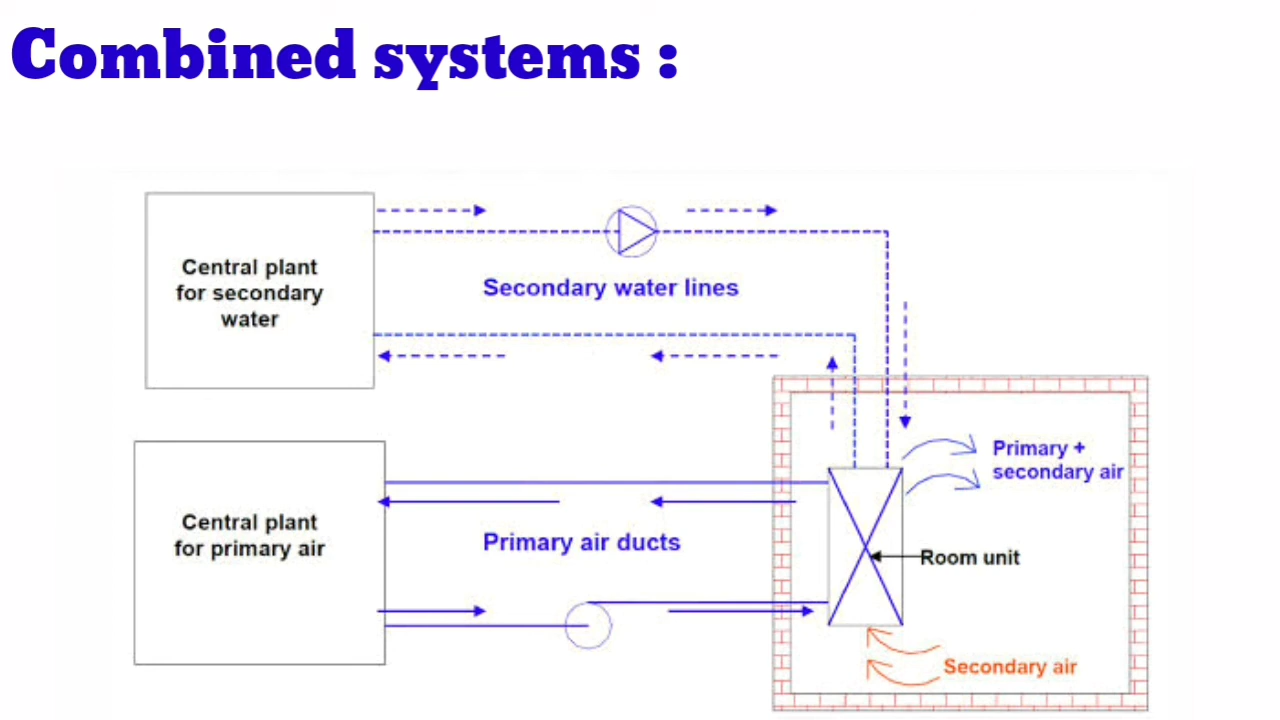 Combined systems :
Central plant
for secondary
water
Secondary water lines
Central plant
for primary air
Primary air ducts
Primary +
secondary air
Room unit
Secondary air